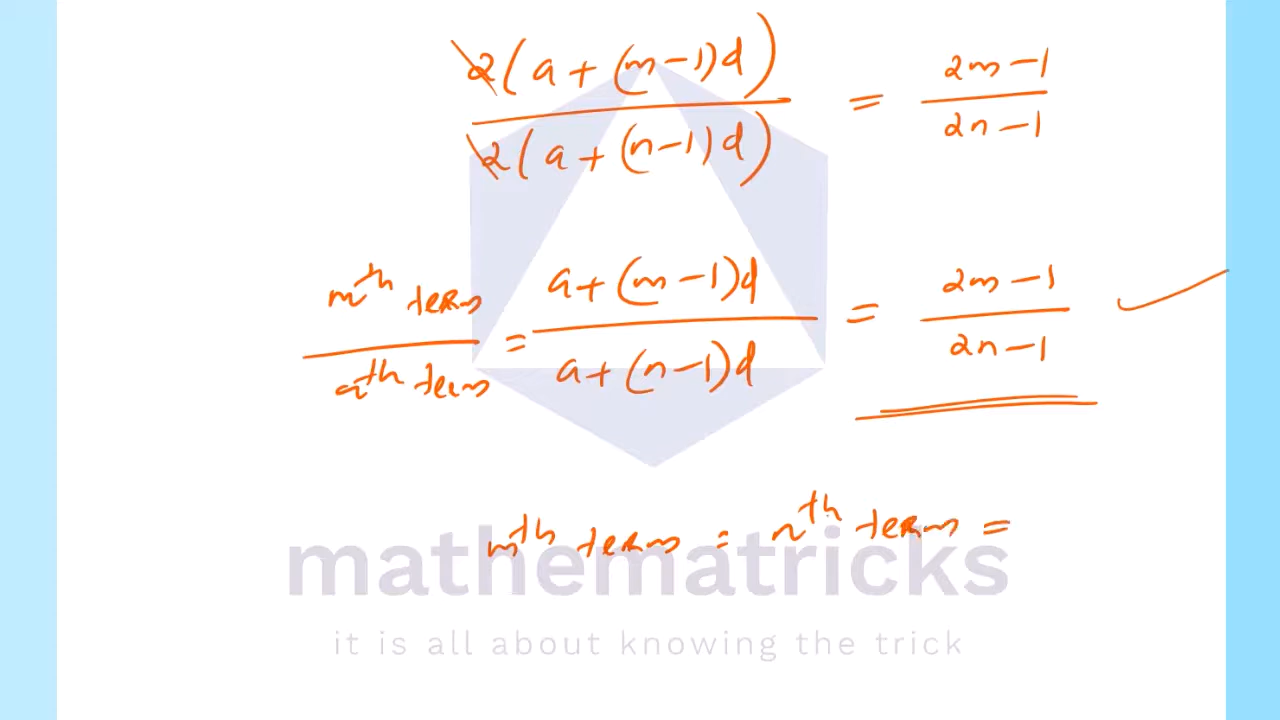 2(a+(m-1)d) / 2(a+(n-1)d) = 2m-1 / 2n-1
mth term / nth term = a+(m-1)d / a+(n-1)d = 2m-1 / 2n-1
mth term : nth term =
mathematricks
it is all about knowing the trick